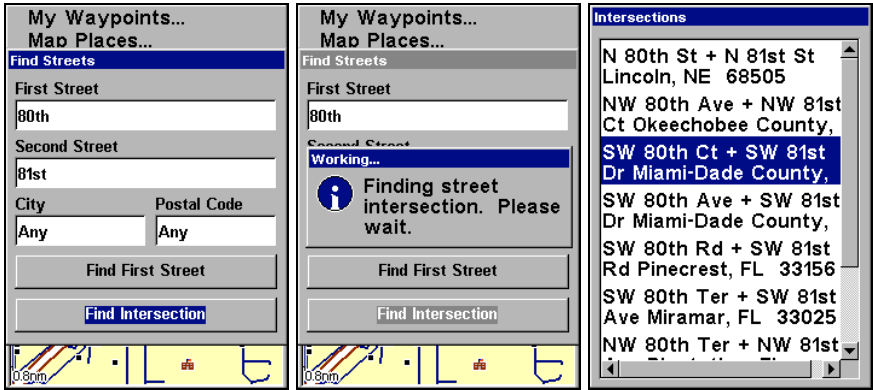 My Waypoints...
Map Places...
Find Streets
First Street
80th
Second Street
81st
City Postal Code
Any Any
Find First Street
Find Intersection
0.8nm
My Waypoints...
Map Places...
Find Streets
First Street
80th
Second Street
Working...
Finding street
intersection. Please
wait.
Find First Street
Find Intersection
0.8nm
Intersections
N 80th St + N 81st St
Lincoln, NE 68505
NW 80th Ave + NW 81st
Ct Okeechobee County,
SW 80th Ct + SW 81st
Dr Miami-Dade County,
SW 80th Ave + SW 81st
Dr Miami-Dade County,
SW 80th Rd + SW 81st
Rd Pinecrest, FL 33156
SW 80th Ter + SW 81st
Ave Miramar, FL 33025
NW 80th Ter + NW 81st